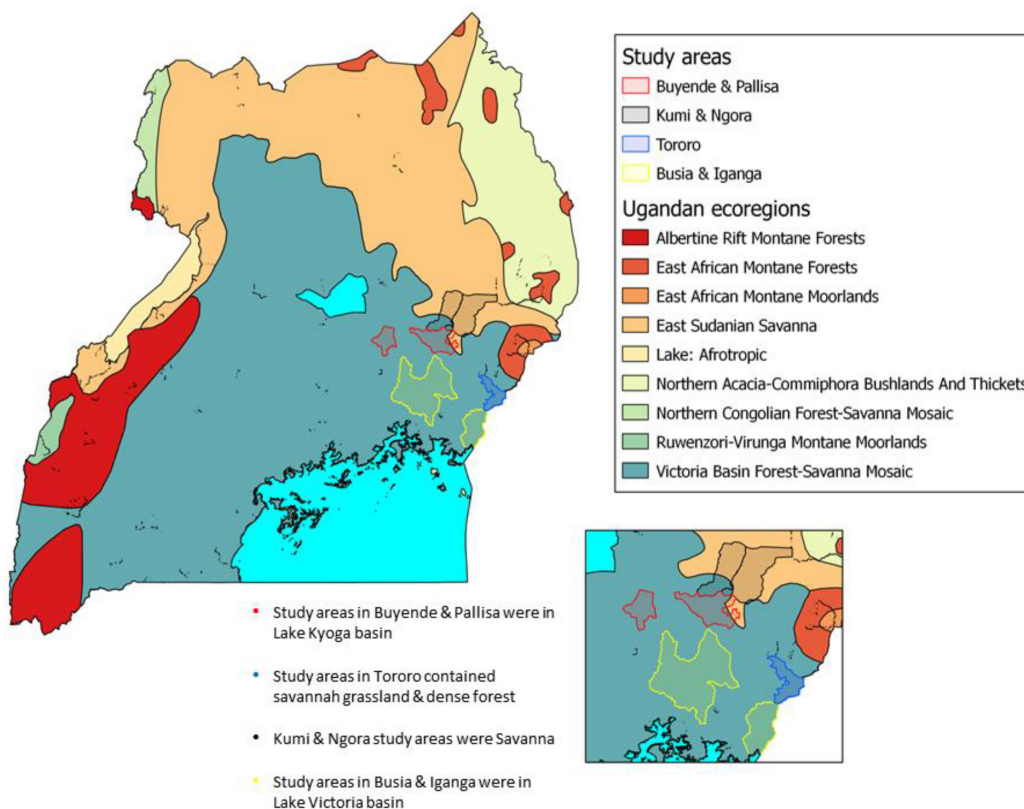 Study areas
Buyende & Pallisa
Kumi & Ngora
Tororo
Busia & Iganga
Ugandan ecoregions
Albertine Rift Montane Forests
East African Montane Forests
East African Montane Moorlands
East Sudanian Savanna
Lake: Afrotropic
Northern Acacia-Commiphora Bushlands And Thickets
Northern Congolian Forest-Savanna Mosaic
Ruwenzori-Virunga Montane Moorlands
Victoria Basin Forest-Savanna Mosaic
Study areas in Buyende & Pallisa were in
Lake Kyoga basin
Study areas in Tororo contained
savannah grassland & dense forest
Kumi & Ngora study areas were Savanna
Study areas in Busia & Iganga were in
Lake Victoria basin